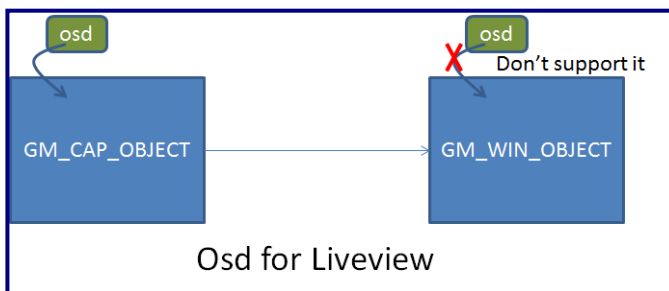 osd
osd
Don't support it
GM_CAP_OBJECT
GM_WIN_OBJECT
Osd for Liveview